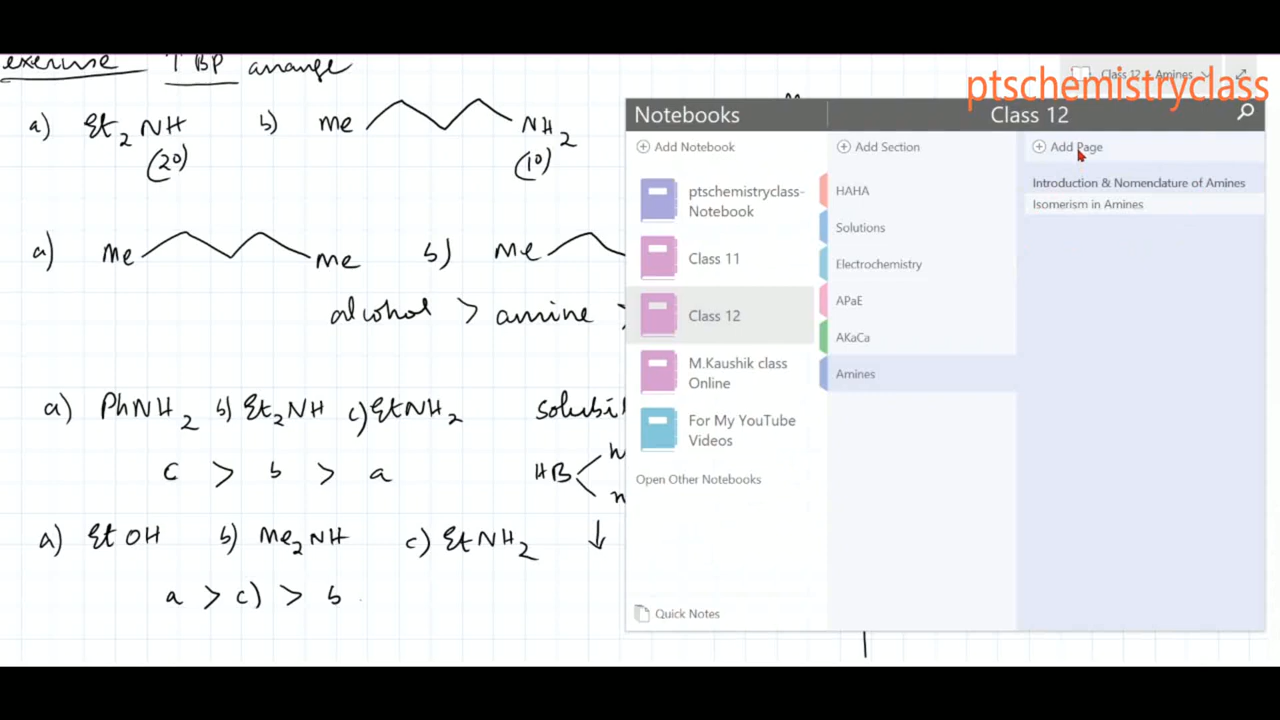 exercise ↑BP arrange
a) Et2NH b) Me NH2
(2°) (1°)
a) Me Me b) Me
alcohol > amine >
a) PhNH2 b) Et2NH c) EtNH2
c > b > a
HB
a) EtOH b) Me2NH c) EtNH2 ↓
a > c) > b
Class 12 - Amines
ptschemistryclass
Notebooks
Class 12
+ Add Notebook
+ Add Section
+ Add Page
ptschemistryclass-
Notebook
Class 11
Class 12
M.Kaushik class
Online
For My YouTube
Videos
Open Other Notebooks
Quick Notes
HAHA
Solutions
Electrochemistry
APaE
AKaCa
Amines
Introduction & Nomenclature of Amines
Isomerism in Amines